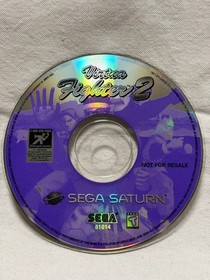 Virtua
Fighter 2
NOT FOR RESALE
SEGA SATURN
SEGA
81014